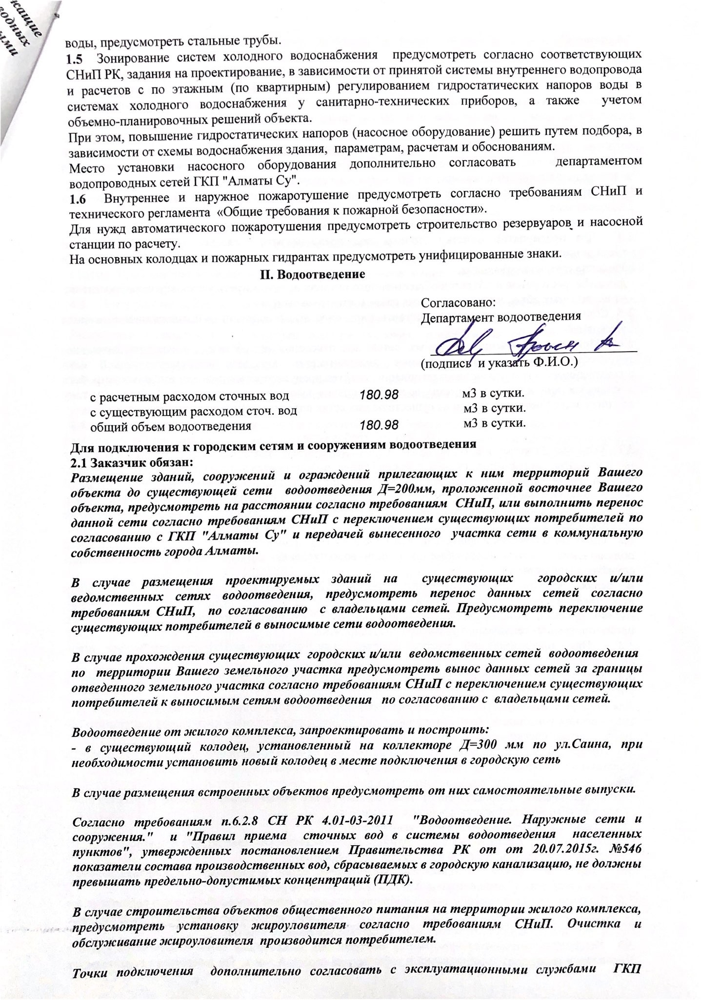 жащие
годных
ыми
воды, предусмотреть стальные трубы.
1.5 Зонирование систем холодного водоснабжения предусмотреть согласно соответствующих
СНиП РК, задания на проектирование, в зависимости от принятой системы внутреннего водопровода
и расчетов с по этажным (по квартирным) регулированием гидростатических напоров воды в
системах холодного водоснабжения у санитарно-технических приборов, а также учетом
объемно-планировочных решений объекта.
При этом, повышение гидростатических напоров (насосное оборудование) решить путем подбора, в
зависимости от схемы водоснабжения здания, параметрам, расчетам и обоснованиям.
Место установки насосного оборудования дополнительно согласовать департаментом
водопроводных сетей ГКП "Алматы Су".
1.6 Внутреннее и наружное пожаротушение предусмотреть согласно требованиям СНиП и
технического регламента «Общие требования к пожарной безопасности».
Для нужд автоматического пожаротушения предусмотреть строительство резервуаров и насосной
станции по расчету.
На основных колодцах и пожарных гидрантах предусмотреть унифицированные знаки.
II. Водоотведение
Согласовано:
Департамент водоотведения
(подпись и указать Ф.И.О.)
с расчетным расходом сточных вод 180.98 м3 в сутки.
с существующим расходом сточ. вод м3 в сутки.
общий объем водоотведения 180.98 м3 в сутки.
Для подключения к городским сетям и сооружениям водоотведения
2.1 Заказчик обязан:
Размещение зданий, сооружений и ограждений прилегающих к ним территорий Вашего
объекта до существующей сети водоотведения Д=200мм, проложенной восточнее Вашего
объекта, предусмотреть на расстоянии согласно требованиям СНиП, или выполнить перенос
данной сети согласно требованиям СНиП с переключением существующих потребителей по
согласованию с ГКП "Алматы Су" и передачей вынесенного участка сети в коммунальную
собственность города Алматы.
В случае размещения проектируемых зданий на существующих городских и/или
ведомственных сетях водоотведения, предусмотреть перенос данных сетей согласно
требованиям СНиП, по согласованию с владельцами сетей. Предусмотреть переключение
существующих потребителей в выносимые сети водоотведения.
В случае прохождения существующих городских и/или ведомственных сетей водоотведения
по территории Вашего земельного участка предусмотреть вынос данных сетей за границы
отведенного земельного участка согласно требованиям СНиП с переключением существующих
потребителей к выносимым сетям водоотведения по согласованию с владельцами сетей.
Водоотведение от жилого комплекса, запроектировать и построить:
- в существующий колодец, установленный на коллекторе Д=300 мм по ул.Саина, при
необходимости установить новый колодец в месте подключения в городскую сеть
В случае размещения встроенных объектов предусмотреть от них самостоятельные выпуски.
Согласно требованиям п.6.2.8 СН РК 4.01-03-2011 "Водоотведение. Наружные сети и
сооружения." и "Правил приема сточных вод в системы водоотведения населенных
пунктов", утвержденных постановлением Правительства РК от от 20.07.2015г. №546
показатели состава производственных вод, сбрасываемых в городскую канализацию, не должны
превышать предельно-допустимых концентраций (ПДК).
В случае строительства объектов общественного питания на территории жилого комплекса,
предусмотреть установку жироуловителя согласно требованиям СНиП. Очистка и
обслуживание жироуловителя производится потребителем.
Точки подключения дополнительно согласовать с эксплуатационными службами ГКП